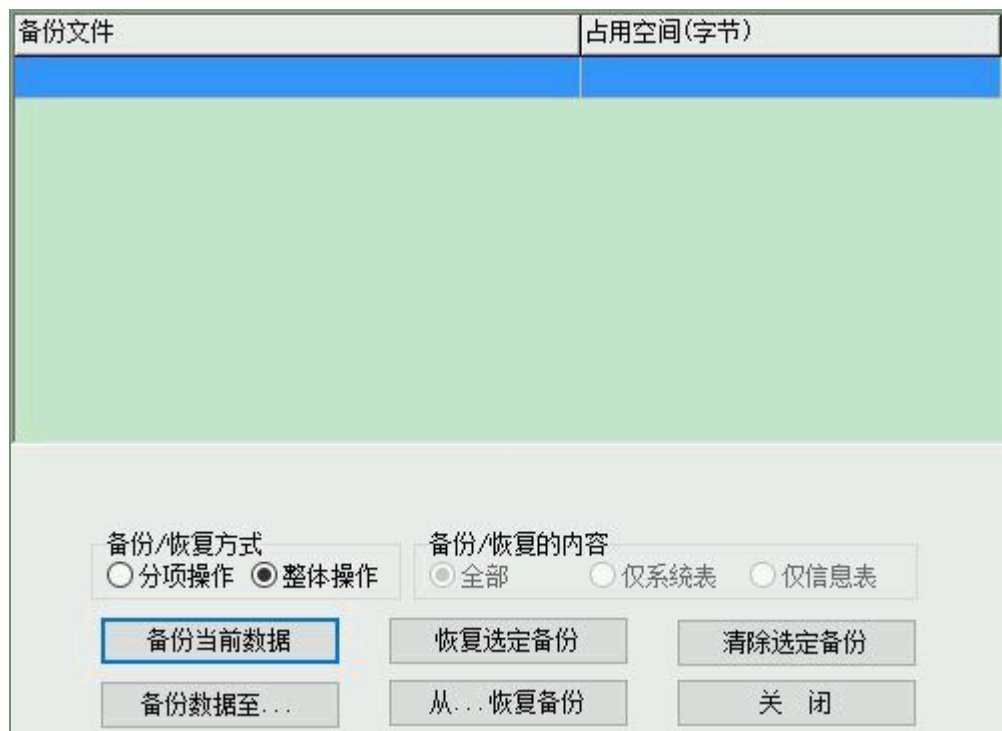 备份文件 占用空间(字节)
备份/恢复方式 备份/恢复的内容
分项操作 整体操作 全部 仅系统表 仅信息表
备份当前数据 恢复选定备份 清除选定备份
备份数据至... 从...恢复备份 关 闭